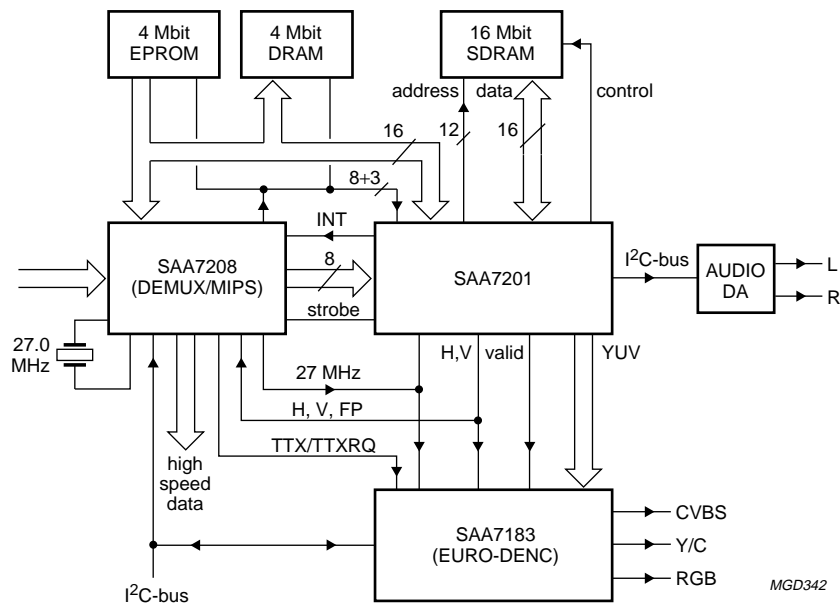 4 Mbit
EPROM
4 Mbit
DRAM
16 Mbit
SDRAM
address
data
control
16
12
16
8+3
INT
SAA7208
(DEMUX/MIPS)
8
strobe
SAA7201
I²C-bus
AUDIO
DA
L
R
27.0
MHz
27 MHz
H,V
valid
YUV
H, V, FP
TTX/TTXRQ
high
speed
data
SAA7183
(EURO-DENC)
CVBS
Y/C
RGB
I²C-bus
MGD342